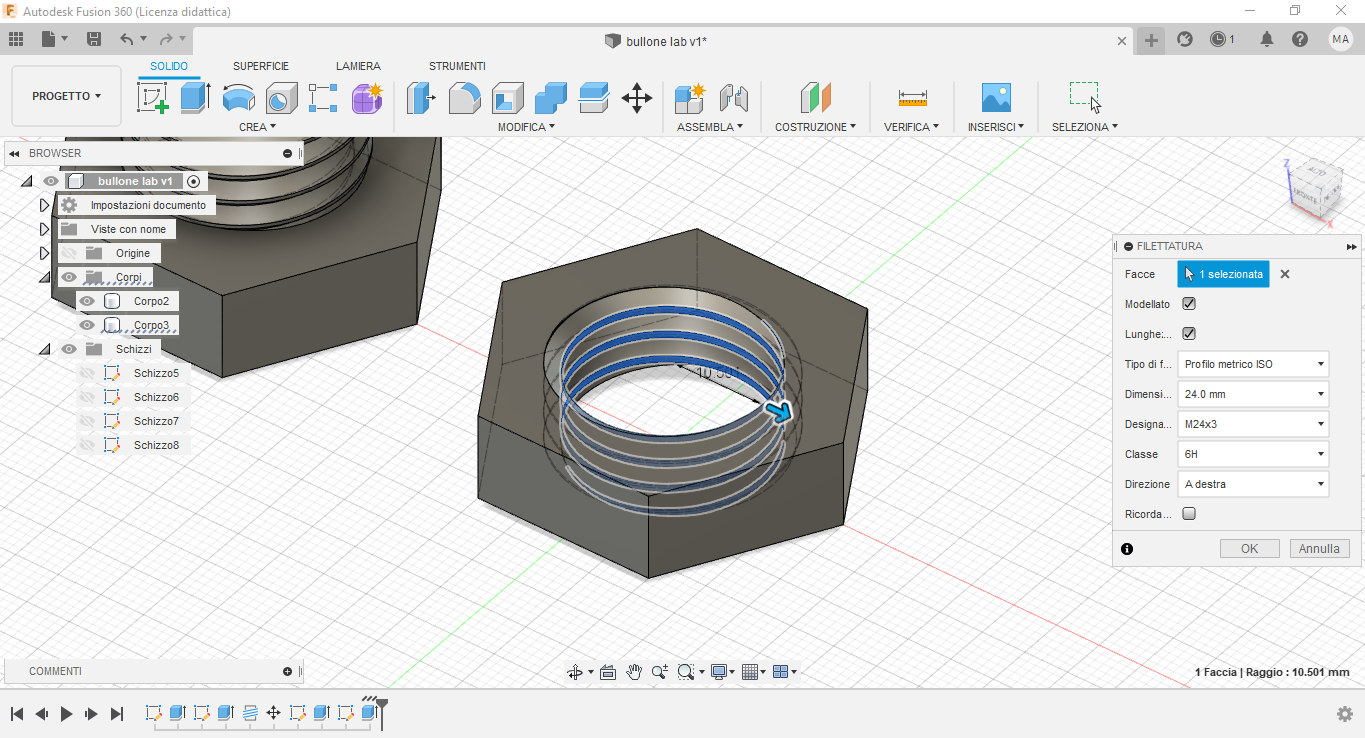 Autodesk Fusion 360 (Licenza didattica)
bullone lab v1*
1
MA
PROGETTO
SOLIDO
SUPERFICIE
LAMIERA
STRUMENTI
CREA
MODIFICA
ASSEMBLA
COSTRUZIONE
VERIFICA
INSERISCI
SELEZIONA
BROWSER
bullone lab v1
Impostazioni documento
Viste con nome
Origine
Corpi
Corpo2
Corpo3
Schizzi
Schizzo5
Schizzo6
Schizzo7
Schizzo8
10.501
Z
ALTO
FRONTE
X
FILETTATURA
Facce
1 selezionata
Modellato
Lunghe:...
Tipo di f...
Profilo metrico ISO
Dimensi...
24.0 mm
Designa...
M24x3
Classe
6H
Direzione
A destra
Ricorda...
OK
Annulla
COMMENTI
1 Faccia | Raggio : 10.501 mm